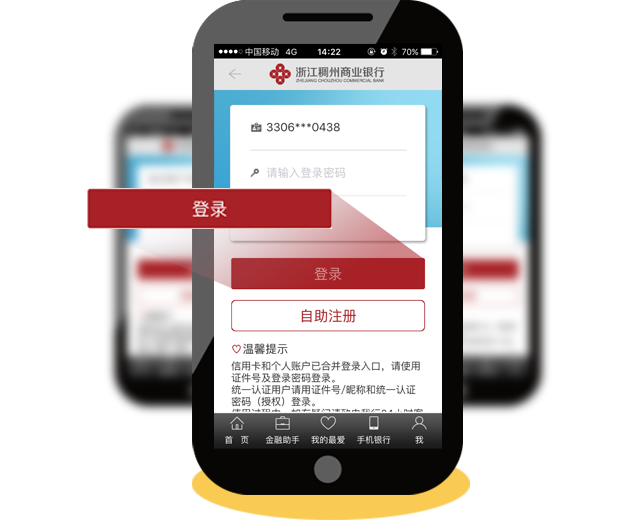 中国移动 4G 14:22 70%
浙江稠州商业银行
ZHEJIANG CHOUZHOU COMMERCIAL BANK
3306***0438
请输入登录密码
登录
登录
自助注册
温馨提示
信用卡和个人账户已合并登录入口，请使用
证件号及登录密码登录。
统一认证用户请用证件号/昵称和统一认证
密码（授权）登录。
首 页 金融助手 我的最爱 手机银行 我